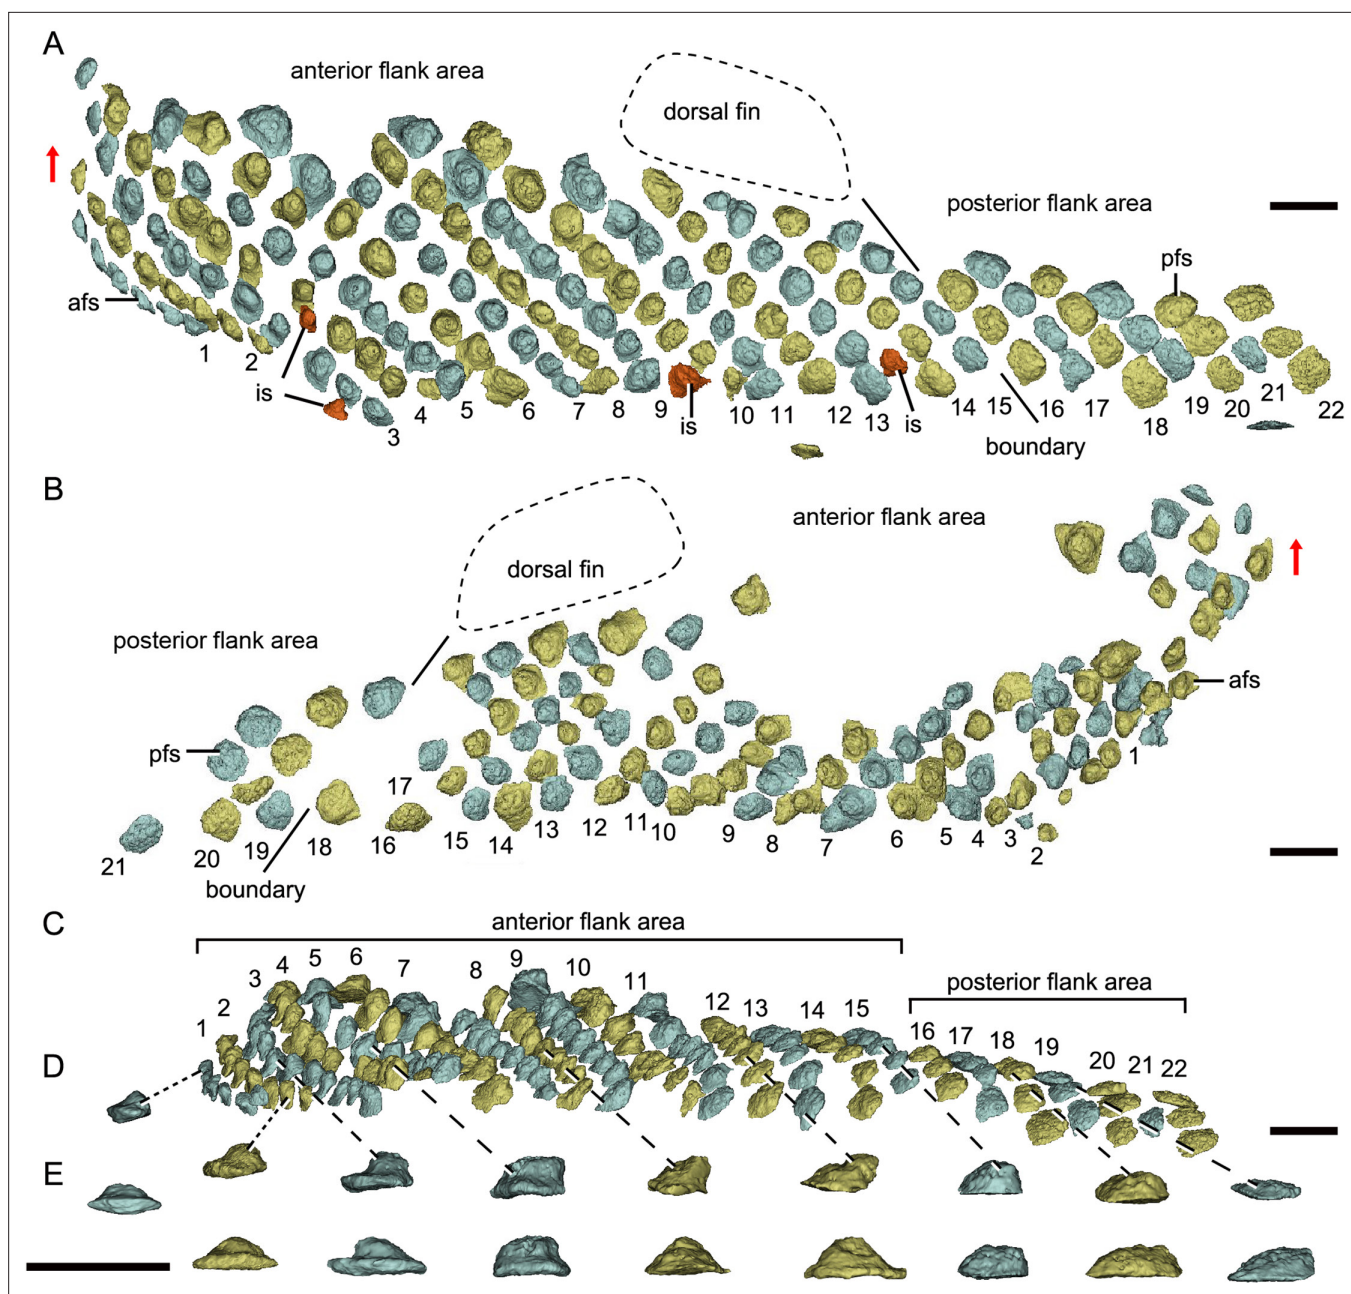 A
anterior flank area
dorsal fin
posterior flank area
pfs
afs
1
2
is
3
4
5
6
7
8
9
is
10
11
12
13
is
14
15
16
17
18
19
20
21
22
boundary
B
anterior flank area
dorsal fin
posterior flank area
afs
pfs
1
17
21
20
19
18
16
15
14
13
12
11
10
9
8
7
6
5
4
3
2
boundary
C
anterior flank area
posterior flank area
1
2
3
4
5
6
7
8
9
10
11
12
13
14
15
16
17
18
19
20
21
22
D
E